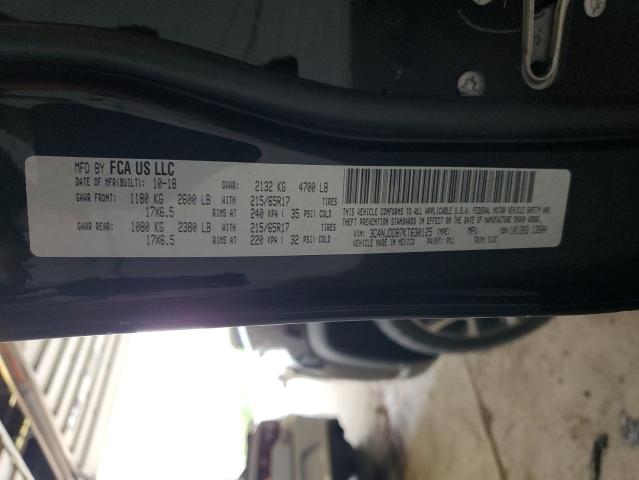 MFD BY FCA US LLC
DATE OF MFR(BUILT): 10-18 GVWR: 2132 KG 4700 LB
GAWR FRONT: 1180 KG 2600 LB WITH 215/65R17 TIRES
17X6.5 RIMS AT 240 KPA ( 35 PSI) COLD
GAWR REAR: 1080 KG 2380 LB WITH 215/65R17 TIRES
17X6.5 RIMS AT 220 KPA ( 32 PSI) COLD
THIS VEHICLE CONFORMS TO ALL APPLICABLE U.S.A. FEDERAL MOTOR VEHICLE SAFETY AND
THEFT PREVENTION STANDARDS IN EFFECT ON THE DATE OF MANUFACTURE SHOWN ABOVE.
VIN: 3C4NJDDB7KT630125 TYPE: MPV MDH:
VEHICLE MADE IN MEXICO PAINT: TRIM: